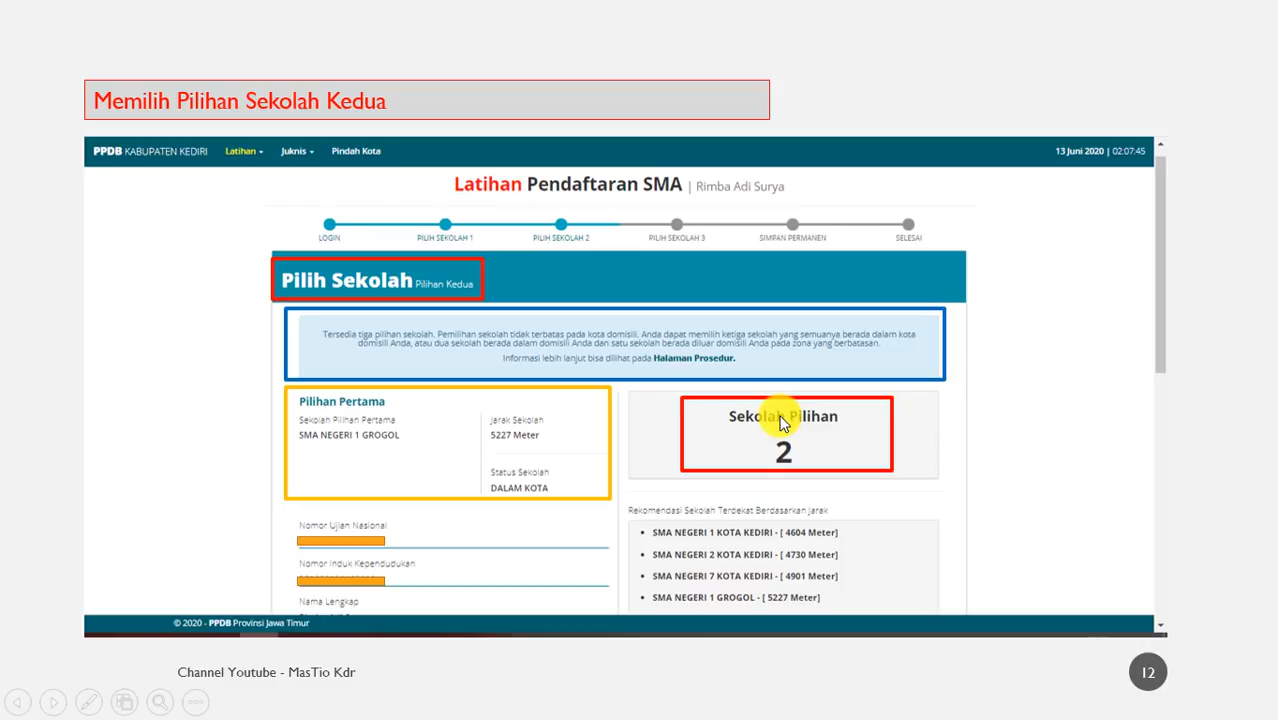 Memilih Pilihan Sekolah Kedua
PPDB KABUPATEN KEDIRI Latihan Juknis Pindah Kota 13 Juni 2020 | 02:07:45
Latihan Pendaftaran SMA | Rimba Adi Surya
LOGIN PILIH SEKOLAH 1 PILIH SEKOLAH 2 PILIH SEKOLAH 3 SIMPAN PERMANEN SELESAI
Pilih Sekolah Pilihan Kedua
Tersedia tiga pilihan sekolah. Pemilihan sekolah tidak terbatas pada kota domisili. Anda dapat memilih ketiga sekolah yang semuanya berada dalam kota
domisili Anda, atau dua sekolah berada dalam domisili Anda dan satu sekolah berada diluar domisili Anda pada zona yang berbatasan.
Informasi lebih lanjut bisa dilihat pada Halaman Prosedur.
Pilihan Pertama
Sekolah Pilihan Pertama
SMA NEGERI 1 GROGOL
Jarak Sekolah
5227 Meter
Status Sekolah
DALAM KOTA
Nomor Ujian Nasional
Nomor Induk Kependudukan
Nama Lengkap
Sekolah Pilihan
2
Rekomendasi Sekolah Terdekat Berdasarkan Jarak
• SMA NEGERI 1 KOTA KEDIRI - [ 4604 Meter]
• SMA NEGERI 2 KOTA KEDIRI - [ 4730 Meter]
• SMA NEGERI 7 KOTA KEDIRI - [ 4901 Meter]
• SMA NEGERI 1 GROGOL - [ 5227 Meter]
© 2020 - PPDB Provinsi Jawa Timur
Channel Youtube - MasTio Kdr
12